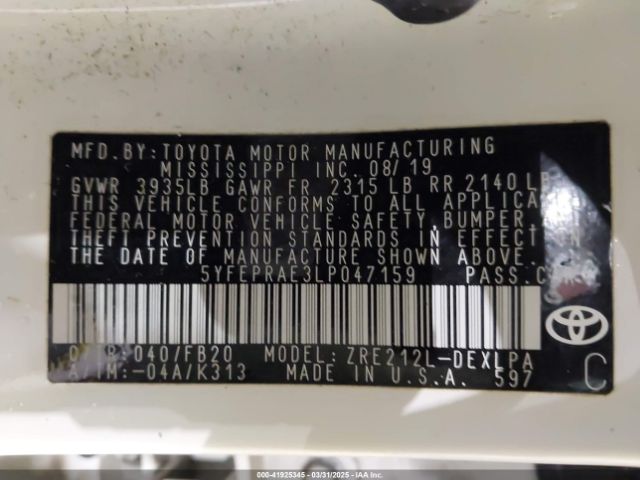 MFD. BY: TOYOTA MOTOR MANUFACTURING
MISSISSIPPI INC. 08/19
GVWR 3935LB GAWR FR 2315 LB RR 2140 LB
THIS VEHICLE CONFORMS TO ALL
FEDERAL MOTOR VEHICLE SAFETY, BUMPER,
THEFT PREVENTION STANDARDS IN EFFECT ON
THE DATE OF MANUFACTURE SHOWN ABOVE.
5YFEPRAE3LP047159 PASS.
040/FB20 MODEL: ZRE212L-DEXLPA
A/TM:-04A/K313 MADE IN U.S.A. 597
C
000-41925345 - 03/31/2025 - IAA Inc.